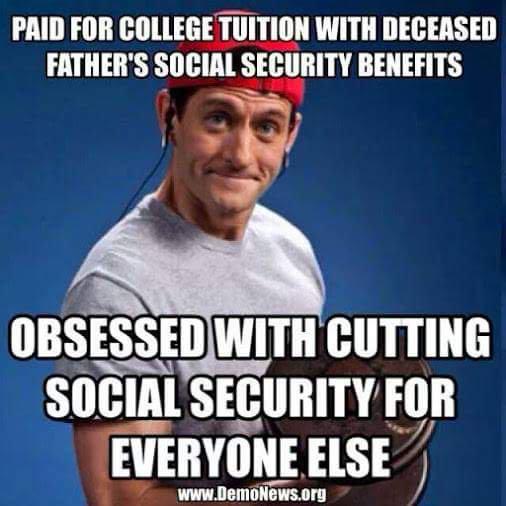 PAID FOR COLLEGE TUITION WITH DECEASED
FATHER'S SOCIAL SECURITY BENEFITS
OBSESSED WITH CUTTING
SOCIAL SECURITY FOR
EVERYONE ELSE
www.DemoNews.org